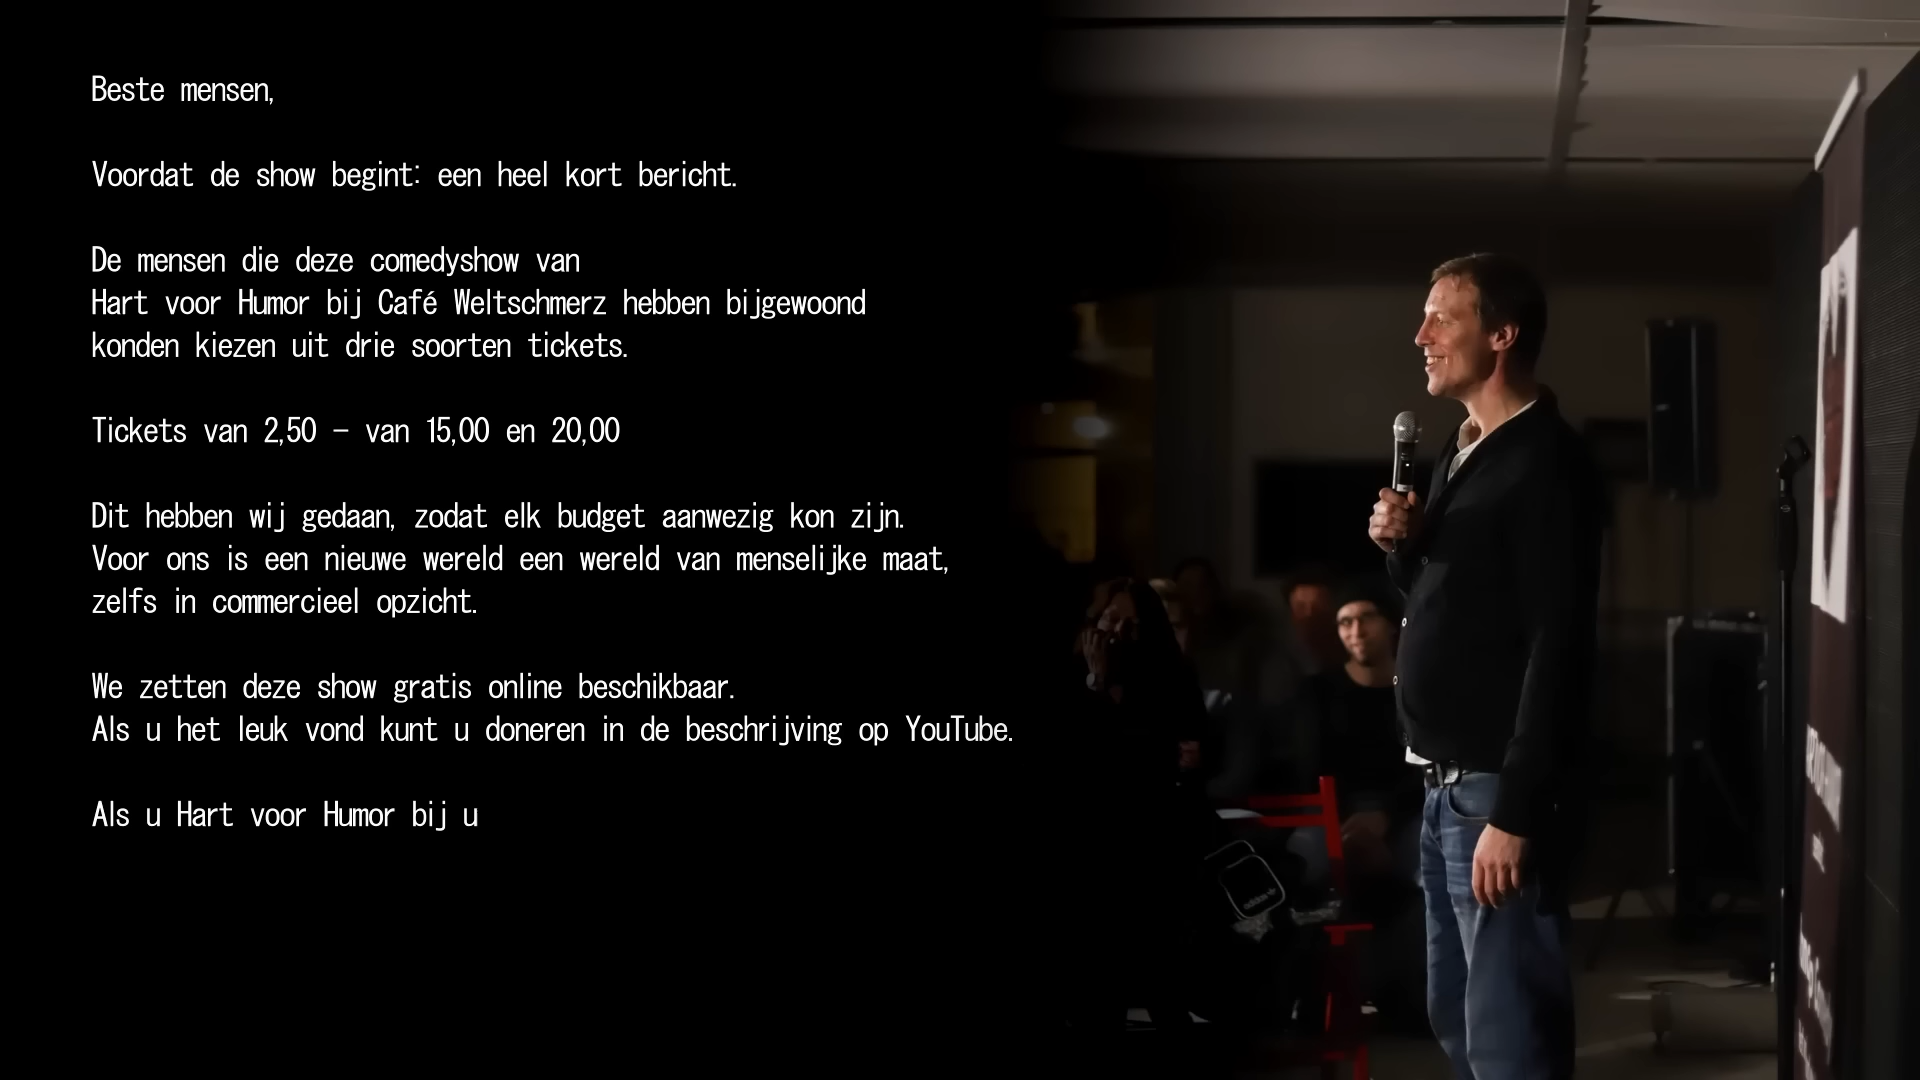 Beste mensen,
Voordat de show begint: een heel kort bericht.
De mensen die deze comedyshow van
Hart voor Humor bij Café Weltschmerz hebben bijgewoond
konden kiezen uit drie soorten tickets.
Tickets van 2,50 – van 15,00 en 20,00
Dit hebben wij gedaan, zodat elk budget aanwezig kon zijn.
Voor ons is een nieuwe wereld een wereld van menselijke maat,
zelfs in commercieel opzicht.
We zetten deze show gratis online beschikbaar.
Als u het leuk vond kunt u doneren in de beschrijving op YouTube.
Als u Hart voor Humor bij u
adidas